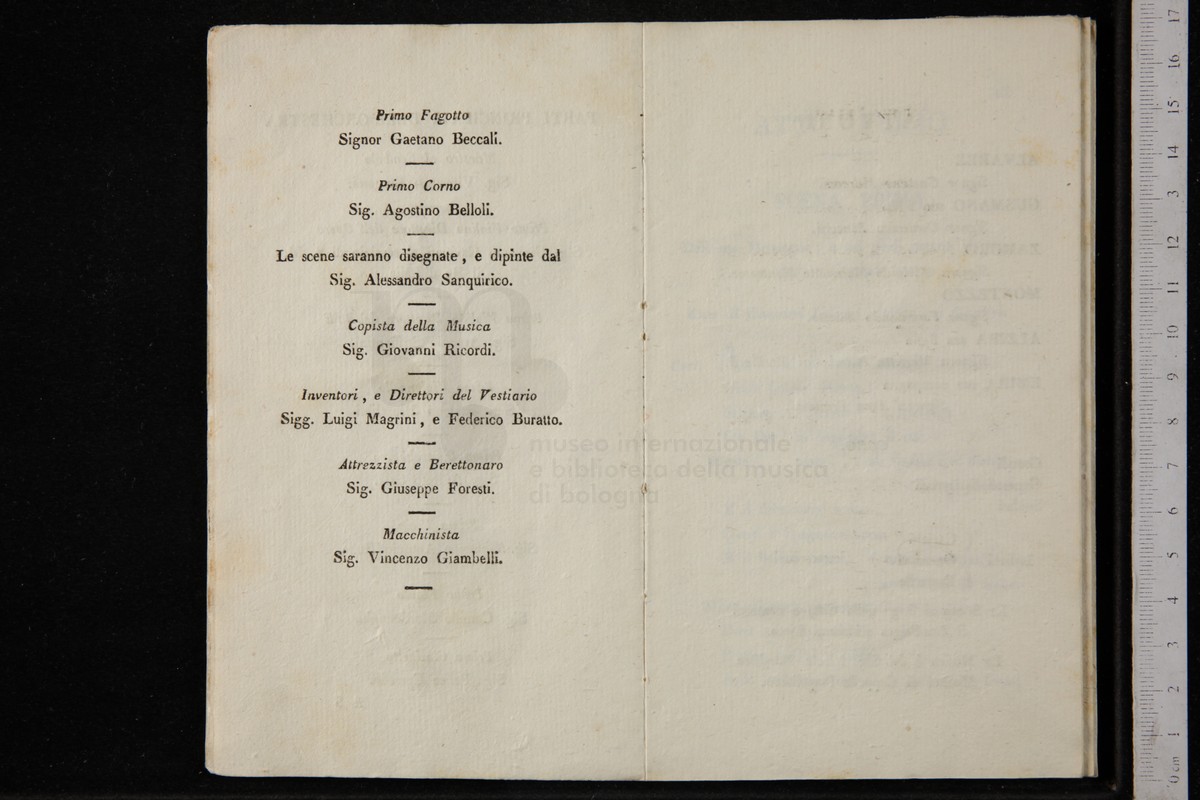 Primo Fagotto
Signor Gaetano Beccali.
Primo Corno
Sig. Agostino Belloli.
Le scene saranno disegnate, e dipinte dal
Sig. Alessandro Sanquirico.
Copista della Musica
Sig. Giovanni Ricordi.
Inventori, e Direttori del Vestiario
Sigg. Luigi Magrini, e Federico Buratto.
Attrezzista e Berettonaro
Sig. Giuseppe Foresti.
Macchinista
Sig. Vincenzo Giambelli.
museo internazionale
e biblioteca della musica
di bologna
0 cm 1 2 3 4 5 6 7 8 9 10 11 12 13 14 15 16 17